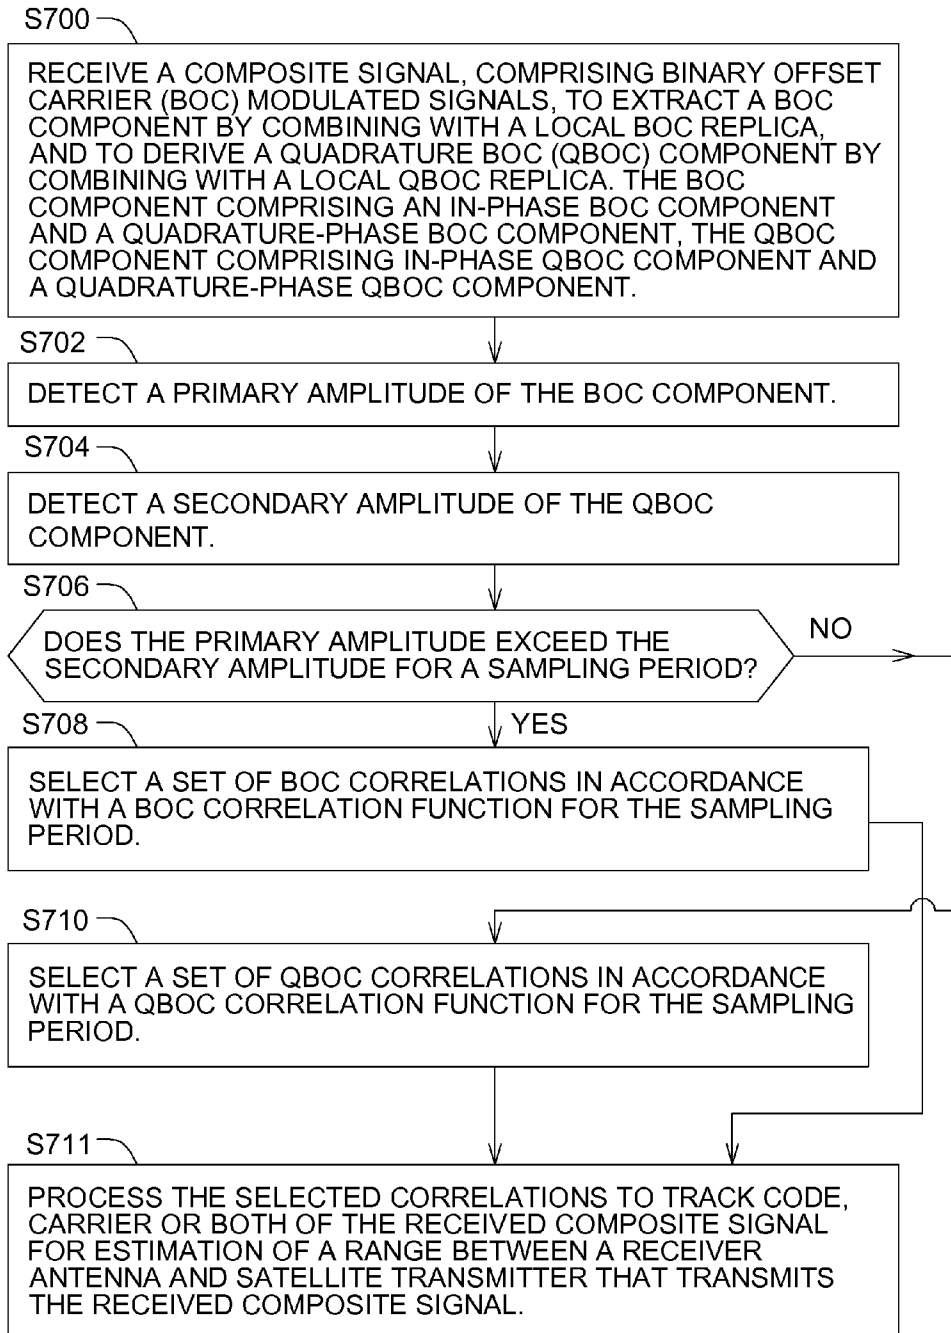 S700
RECEIVE A COMPOSITE SIGNAL, COMPRISING BINARY OFFSET
CARRIER (BOC) MODULATED SIGNALS, TO EXTRACT A BOC
COMPONENT BY COMBINING WITH A LOCAL BOC REPLICA,
AND TO DERIVE A QUADRATURE BOC (QBOC) COMPONENT BY
COMBINING WITH A LOCAL QBOC REPLICA. THE BOC
COMPONENT COMPRISING AN IN-PHASE BOC COMPONENT
AND A QUADRATURE-PHASE BOC COMPONENT, THE QBOC
COMPONENT COMPRISING IN-PHASE QBOC COMPONENT AND
A QUADRATURE-PHASE QBOC COMPONENT.
S702
DETECT A PRIMARY AMPLITUDE OF THE BOC COMPONENT.
S704
DETECT A SECONDARY AMPLITUDE OF THE QBOC
COMPONENT.
S706
DOES THE PRIMARY AMPLITUDE EXCEED THE
SECONDARY AMPLITUDE FOR A SAMPLING PERIOD?
NO
YES
S708
SELECT A SET OF BOC CORRELATIONS IN ACCORDANCE
WITH A BOC CORRELATION FUNCTION FOR THE SAMPLING
PERIOD.
S710
SELECT A SET OF QBOC CORRELATIONS IN ACCORDANCE
WITH A QBOC CORRELATION FUNCTION FOR THE SAMPLING
PERIOD.
S711
PROCESS THE SELECTED CORRELATIONS TO TRACK CODE,
CARRIER OR BOTH OF THE RECEIVED COMPOSITE SIGNAL
FOR ESTIMATION OF A RANGE BETWEEN A RECEIVER
ANTENNA AND SATELLITE TRANSMITTER THAT TRANSMITS
THE RECEIVED COMPOSITE SIGNAL.